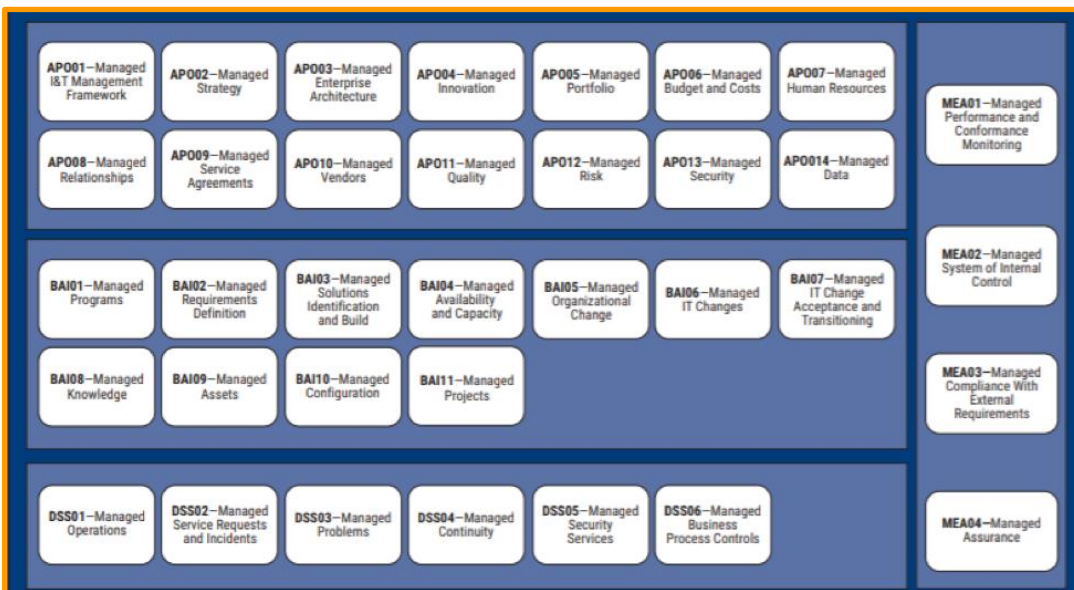 APO01—Managed
I&T Management
Framework
APO02—Managed
Strategy
APO03—Managed
Enterprise
Architecture
APO04—Managed
Innovation
APO05—Managed
Portfolio
APO06—Managed
Budget and Costs
APO07—Managed
Human Resources
APO08—Managed
Relationships
APO09—Managed
Service
Agreements
APO10—Managed
Vendors
APO11—Managed
Quality
APO12—Managed
Risk
APO13—Managed
Security
APO014—Managed
Data
BAI01—Managed
Programs
BAI02—Managed
Requirements
Definition
BAI03—Managed
Solutions
Identification
and Build
BAI04—Managed
Availability
and Capacity
BAI05—Managed
Organizational
Change
BAI06—Managed
IT Changes
BAI07—Managed
IT Change
Acceptance and
Transitioning
BAI08—Managed
Knowledge
BAI09—Managed
Assets
BAI10—Managed
Configuration
BAI11—Managed
Projects
DSS01—Managed
Operations
DSS02—Managed
Service Requests
and Incidents
DSS03—Managed
Problems
DSS04—Managed
Continuity
DSS05—Managed
Security
Services
DSS06—Managed
Business
Process Controls
MEA01—Managed
Performance and
Conformance
Monitoring
MEA02—Managed
System of Internal
Control
MEA03—Managed
Compliance With
External
Requirements
MEA04—Managed
Assurance